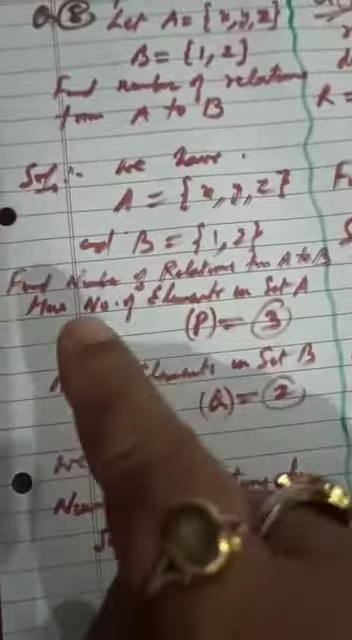 Q (8) Let A = {x, y, z}
B = {1, 2}
Find number of relations
from A to B
R =
Sol: we have.
A = {x, y, z}
and B = {1, 2}
Find Number of Relations from A to B
Here No. of Elements in Set A
(P) = 3
Elements in Set B
(Q) = 2